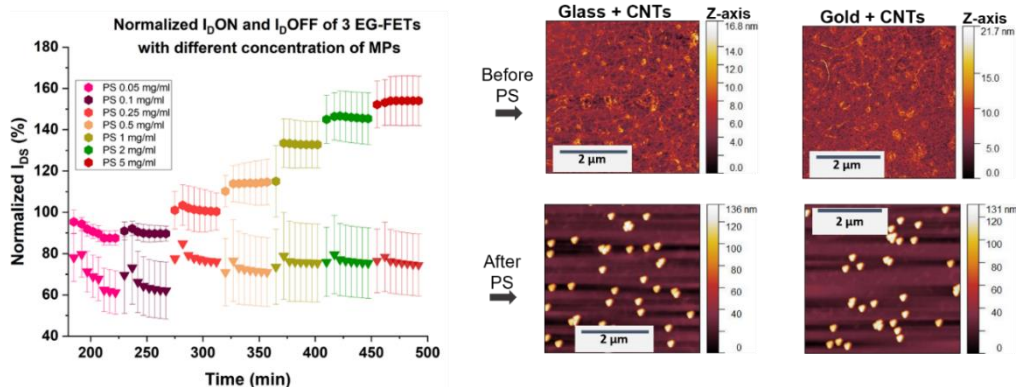 Normalized IDON and IDOFF of 3 EG-FETs
with different concentration of MPs
Normalized IDS (%)
180
160
140
120
100
80
60
40
PS 0.05 mg/ml
PS 0.1 mg/ml
PS 0.25 mg/ml
PS 0.5 mg/ml
PS 1 mg/ml
PS 2 mg/ml
PS 5 mg/ml
200
250
300
350
400
450
500
Time (min)
Glass + CNTs
Z-axis
Gold + CNTs
Z-axis
Before
PS
16.8 nm
14.0
12.0
10.0
8.0
6.0
4.0
2.0
0.0
2 µm
21.7 nm
15.0
10.0
5.0
0.0
2 µm
After
PS
136 nm
120
100
80
60
40
20
0
2 µm
131 nm
100
80
60
40
20
0
2 µm